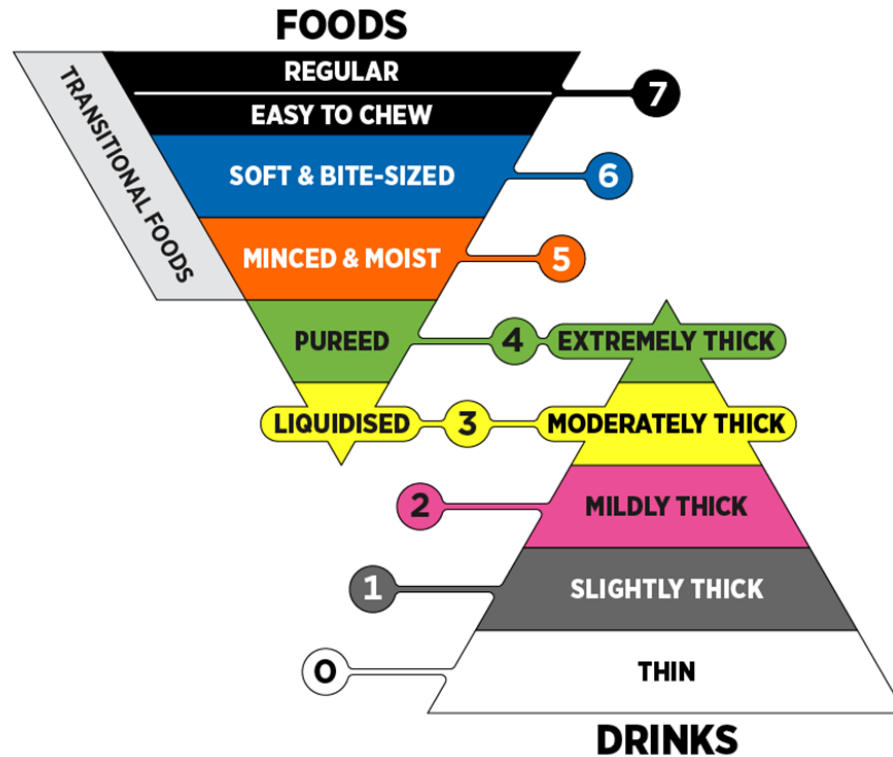 FOODS
REGULAR
EASY TO CHEW
7
TRANSITIONAL FOODS
SOFT & BITE-SIZED
6
MINCED & MOIST
5
PUREED
4
EXTREMELY THICK
LIQUIDISED
3
MODERATELY THICK
2
MILDLY THICK
1
SLIGHTLY THICK
0
THIN
DRINKS